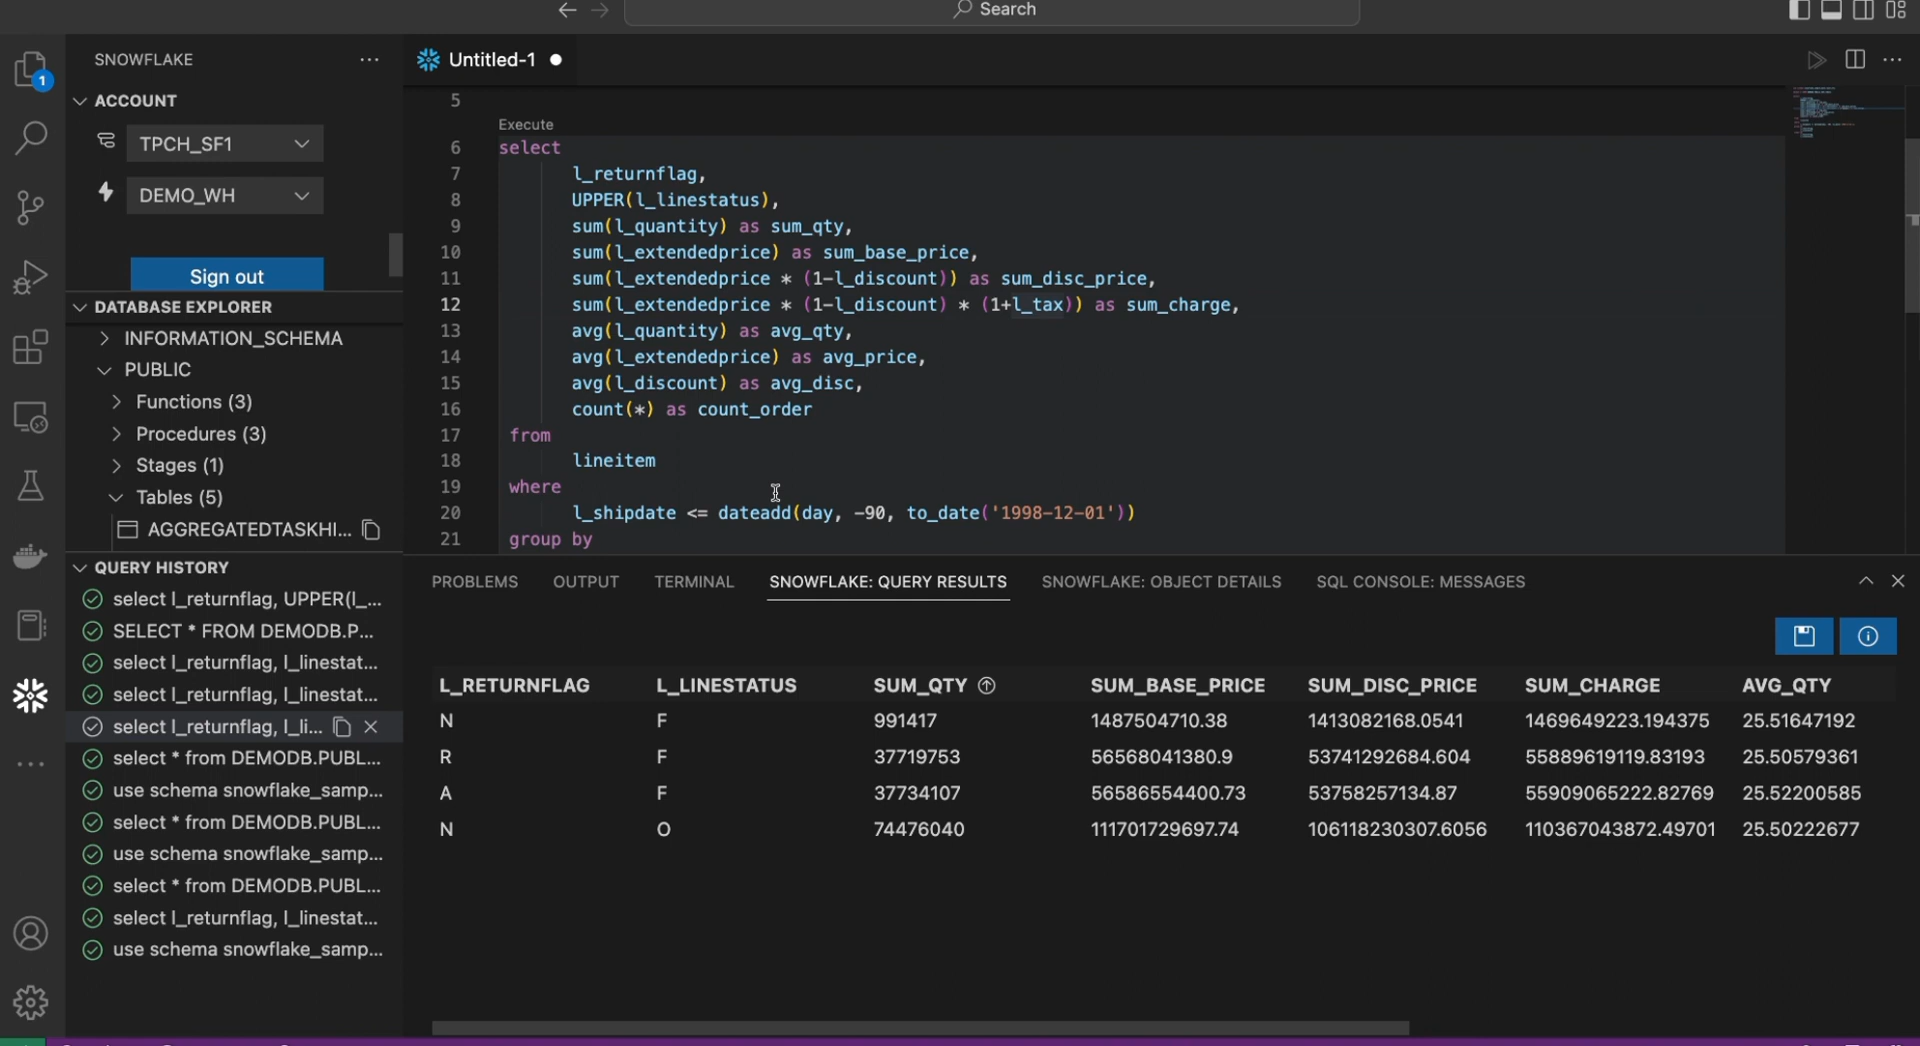 Search
SNOWFLAKE
ACCOUNT
TPCH_SF1
DEMO_WH
Sign out
DATABASE EXPLORER
INFORMATION_SCHEMA
PUBLIC
Functions (3)
Procedures (3)
Stages (1)
Tables (5)
AGGREGATEDTASKHI...
QUERY HISTORY
select l_returnflag, UPPER(l_...
SELECT * FROM DEMODB.P...
select l_returnflag, l_linestat...
select l_returnflag, l_linestat...
select l_returnflag, l_li...
select * from DEMODB.PUBL...
use schema snowflake_samp...
select * from DEMODB.PUBL...
use schema snowflake_samp...
select * from DEMODB.PUBL...
select l_returnflag, l_linestat...
use schema snowflake_samp...
1
Untitled-1
5
Execute
6 select
7 l_returnflag,
8 UPPER(l_linestatus),
9 sum(l_quantity) as sum_qty,
10 sum(l_extendedprice) as sum_base_price,
11 sum(l_extendedprice * (1-l_discount)) as sum_disc_price,
12 sum(l_extendedprice * (1-l_discount) * (1+l_tax)) as sum_charge,
13 avg(l_quantity) as avg_qty,
14 avg(l_extendedprice) as avg_price,
15 avg(l_discount) as avg_disc,
16 count(*) as count_order
17 from
18 lineitem
19 where
20 l_shipdate <= dateadd(day, -90, to_date('1998-12-01'))
21 group by
PROBLEMS OUTPUT TERMINAL SNOWFLAKE: QUERY RESULTS SNOWFLAKE: OBJECT DETAILS SQL CONSOLE: MESSAGES
L_RETURNFLAG L_LINESTATUS SUM_QTY SUM_BASE_PRICE SUM_DISC_PRICE SUM_CHARGE AVG_QTY
N F 991417 1487504710.38 1413082168.0541 1469649223.194375 25.51647192
R F 37719753 56568041380.9 53741292684.604 55889619119.83193 25.50579361
A F 37734107 56586554400.73 53758257134.87 55909065222.82769 25.52200585
N O 74476040 111701729697.74 106118230307.6056 110367043872.49701 25.50222677